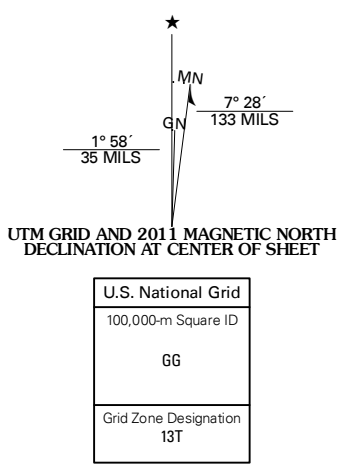 ★
MN
7° 28´
133 MILS
GN
1° 58´
35 MILS
UTM GRID AND 2011 MAGNETIC NORTH
DECLINATION AT CENTER OF SHEET
U.S. National Grid
100,000-m Square ID
GG
Grid Zone Designation
13T